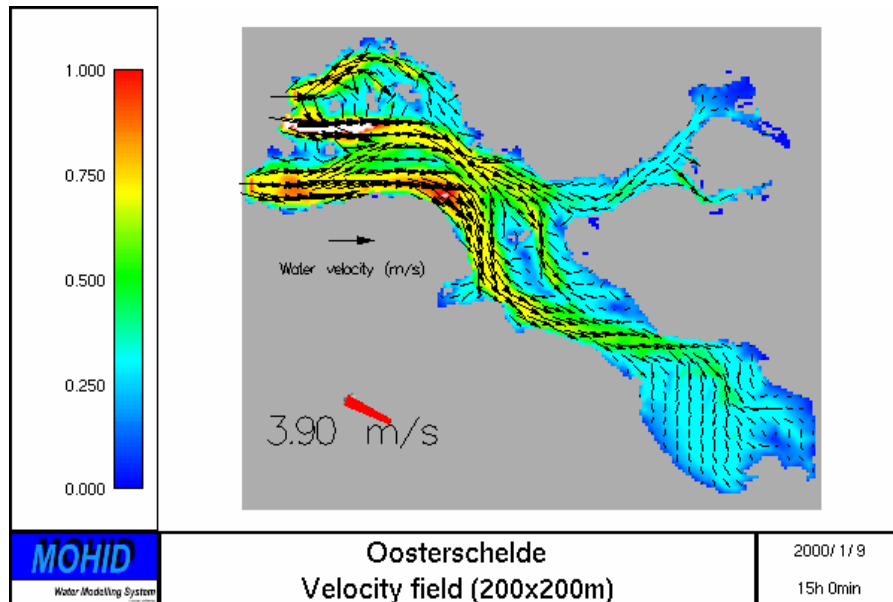 1.000
0.750
0.500
0.250
0.000
Water velocity (m/s)
3.90 m/s
MOHID
Water Modelling System
Oosterschelde
Velocity field (200x200m)
2000/1/9
15h 0min